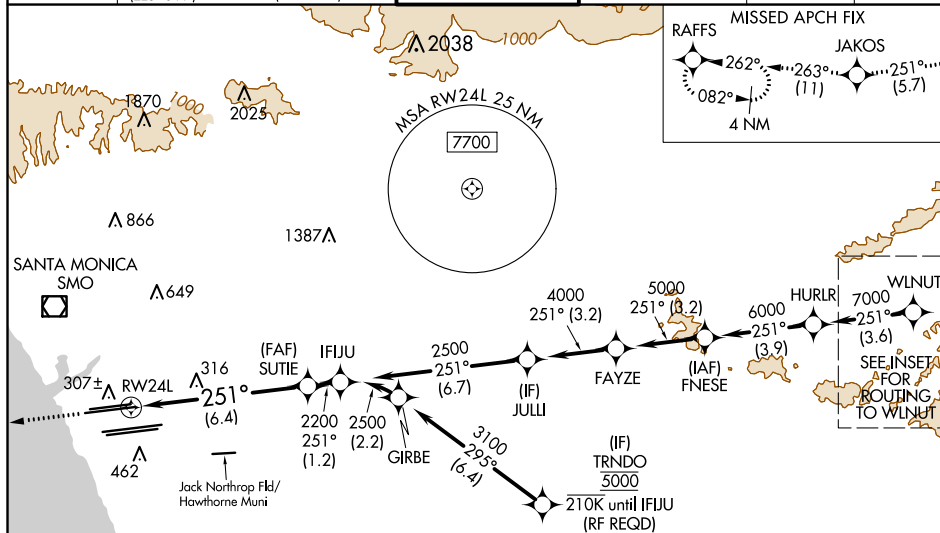 2038
1000
1870
1000
2025
MSA RW24L 25 NM
7700
MISSED APCH FIX
RAFFS
JAKOS
262°
263°
(11)
251°
(5.7)
082°
4 NM
866
1387
SANTA MONICA
SMO
649
WLNUT
HURLR
7000
251°
(3.6)
6000
251°
(3.9)
5000
251° (3.2)
4000
251° (3.2)
(IAF)
FNESE
FAYZE
SEE INSET
FOR
ROUTING
TO WLNUT
2500
251°
(6.7)
(IF)
JULLI
(FAF)
SUTIE
IFIJU
316
307±
RW24L
251°
(6.4)
2200
251°
(1.2)
2500
(2.2)
GIRBE
3100
295°
(6.4)
(IF)
TRNDO
5000
210K until IFIJU
(RF REQD)
462
Jack Northrop Fld/
Hawthorne Muni